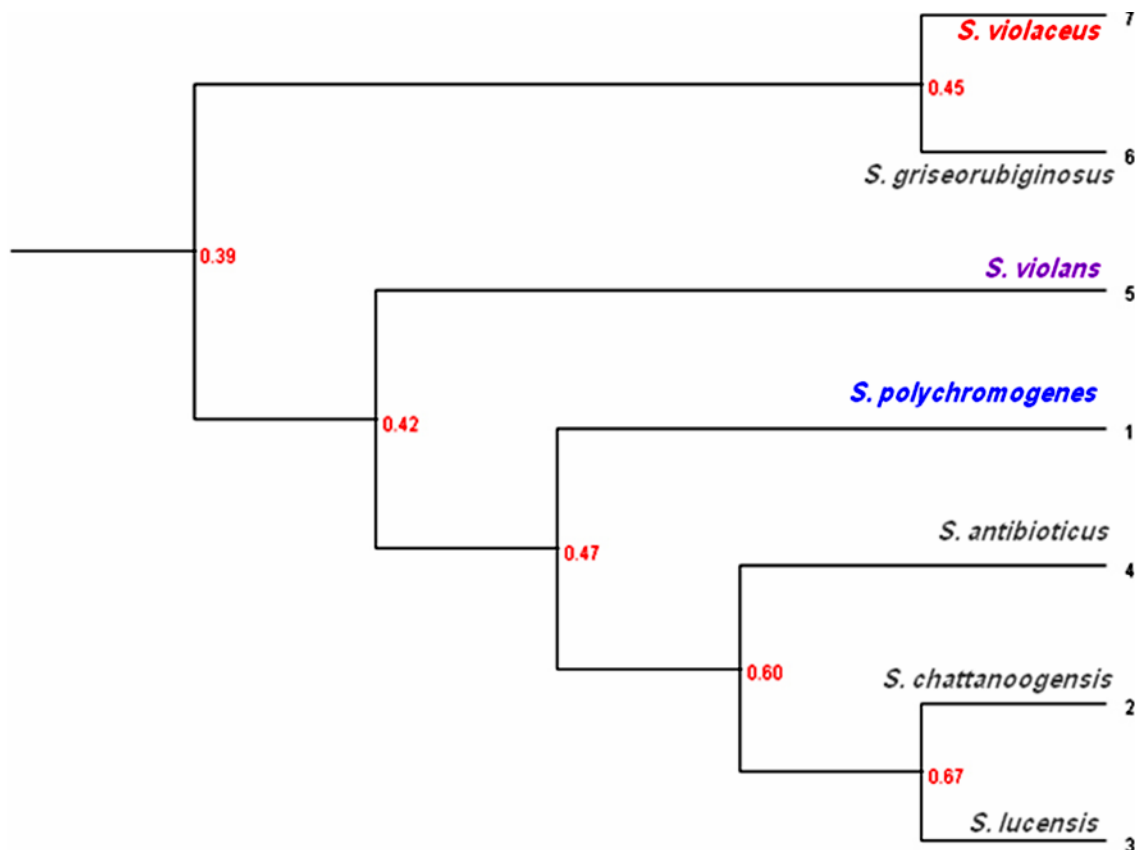 7
S. violaceus
0.45
6
S. griseorubiginosus
0.39
S. violans
5
S. polychromogenes
0.42
1
S. antibioticus
0.47
4
S. chattanoogensis
0.60
2
0.67
S. lucensis
3